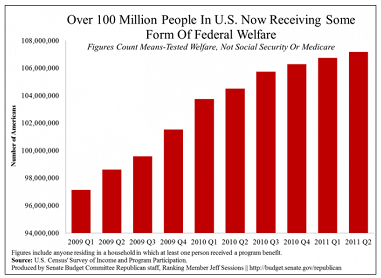 Over 100 Million People In U.S. Now Receiving Some
Form Of Federal Welfare
Figures Count Means-Tested Welfare, Not Social Security Or Medicare
108,000,000
106,000,000
104,000,000
102,000,000
100,000,000
98,000,000
96,000,000
94,000,000
Number of Americans
2009 Q1 2009 Q2 2009 Q3 2009 Q4 2010 Q1 2010 Q2 2010 Q3 2010 Q4 2011 Q1 2011 Q2
Figures include anyone residing in a household in which at least one person received a program benefit.
Source: U.S. Census' Survey of Income and Program Participation.
Produced by Senate Budget Committee Republican staff, Ranking Member Jeff Sessions || http://budget.senate.gov/republican